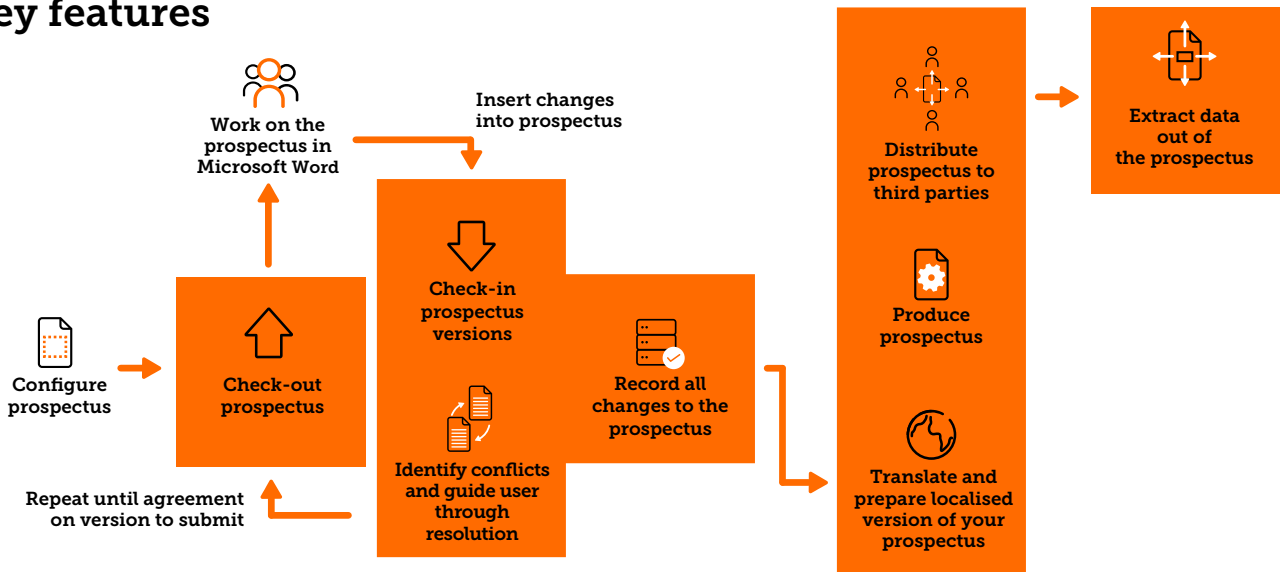 ey features
Work on the
prospectus in
Microsoft Word
Insert changes
into prospectus
Configure
prospectus
Check-out
prospectus
Repeat until agreement
on version to submit
Check-in
prospectus
versions
Identify conflicts
and guide user
through
resolution
Record all
changes to the
prospectus
Distribute
prospectus to
third parties
Produce
prospectus
Translate and
prepare localised
version of your
prospectus
Extract data
out of
the prospectus